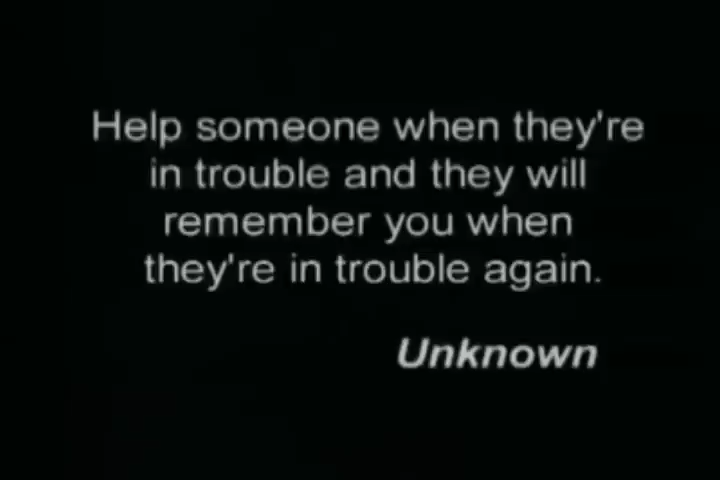 Help someone when they're
in trouble and they will
remember you when
they're in trouble again.
Unknown